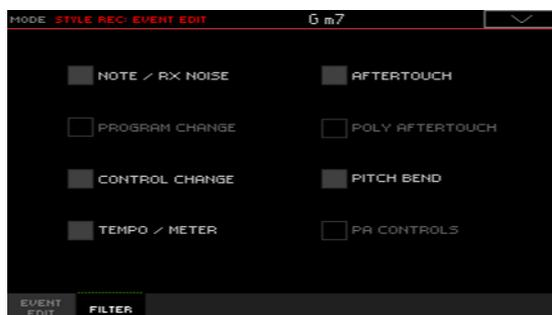 MODE STYLE REC: EVENT EDIT G m7
NOTE / RX NOISE AFTERTOUCH
PROGRAM CHANGE POLY AFTERTOUCH
CONTROL CHANGE PITCH BEND
TEMPO / METER PA CONTROLS
EVENT
EDIT FILTER